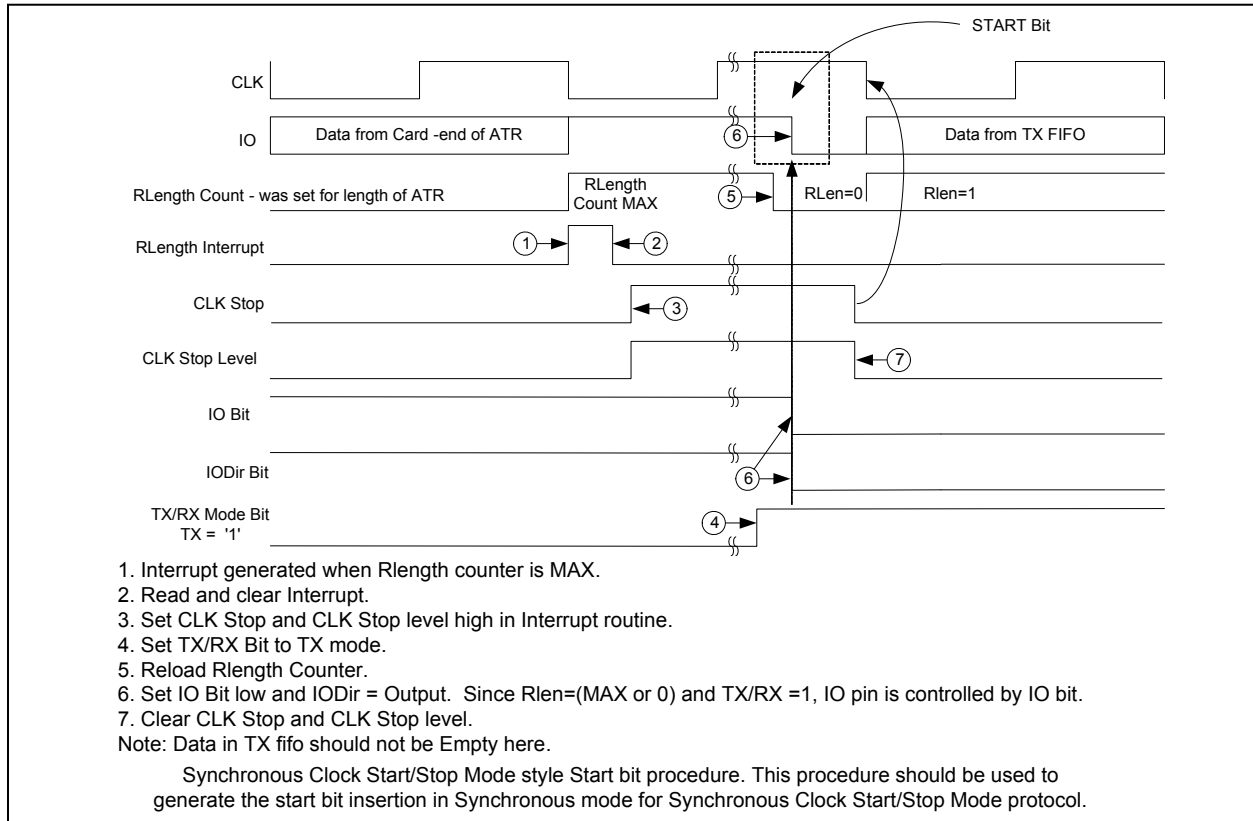 START Bit
CLK
IO
Data from Card -end of ATR
6
Data from TX FIFO
RLength Count - was set for length of ATR
RLength
Count MAX
5
RLen=0
Rlen=1
RLength Interrupt
1
2
CLK Stop
3
CLK Stop Level
7
IO Bit
IODir Bit
6
TX/RX Mode Bit
TX = '1'
4
1. Interrupt generated when Rlength counter is MAX.
2. Read and clear Interrupt.
3. Set CLK Stop and CLK Stop level high in Interrupt routine.
4. Set TX/RX Bit to TX mode.
5. Reload Rlength Counter.
6. Set IO Bit low and IODir = Output. Since Rlen=(MAX or 0) and TX/RX =1, IO pin is controlled by IO bit.
7. Clear CLK Stop and CLK Stop level.
Note: Data in TX fifo should not be Empty here.
Synchronous Clock Start/Stop Mode style Start bit procedure. This procedure should be used to
generate the start bit insertion in Synchronous mode for Synchronous Clock Start/Stop Mode protocol.